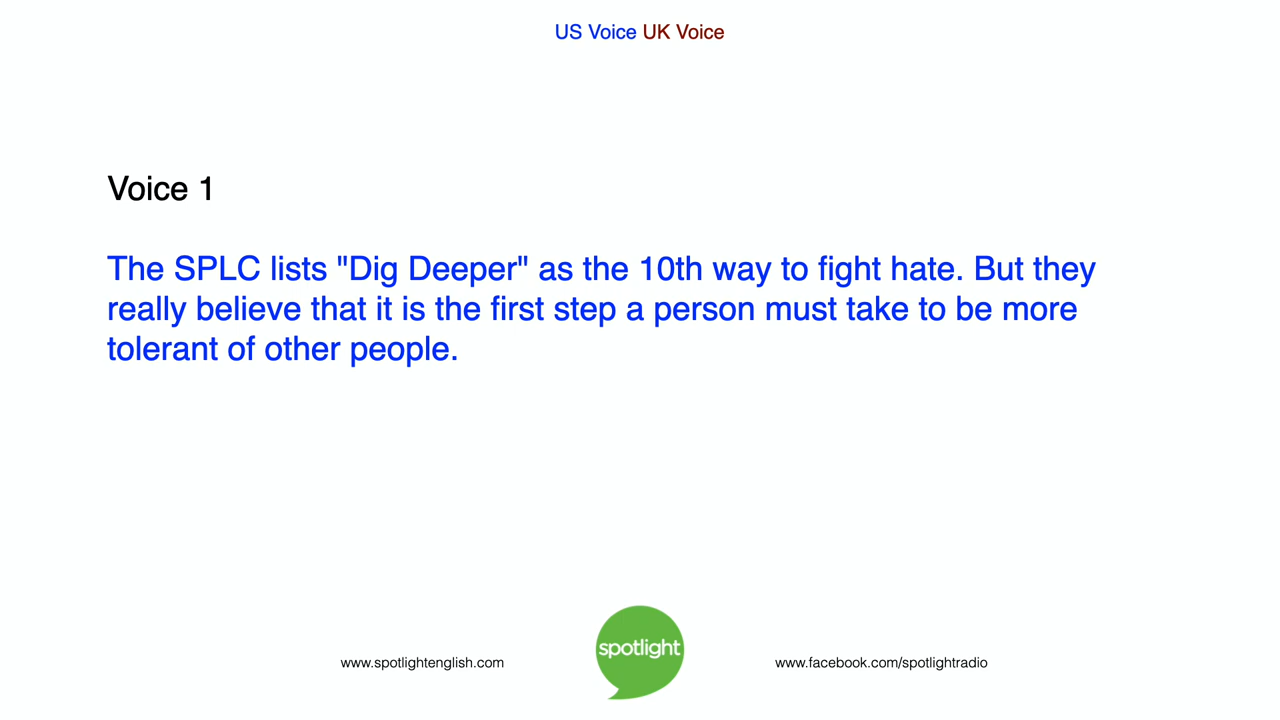 US Voice UK Voice
Voice 1
The SPLC lists "Dig Deeper" as the 10th way to fight hate. But they
really believe that it is the first step a person must take to be more
tolerant of other people.
spotlight
www.spotlightenglish.com
www.facebook.com/spotlightradio